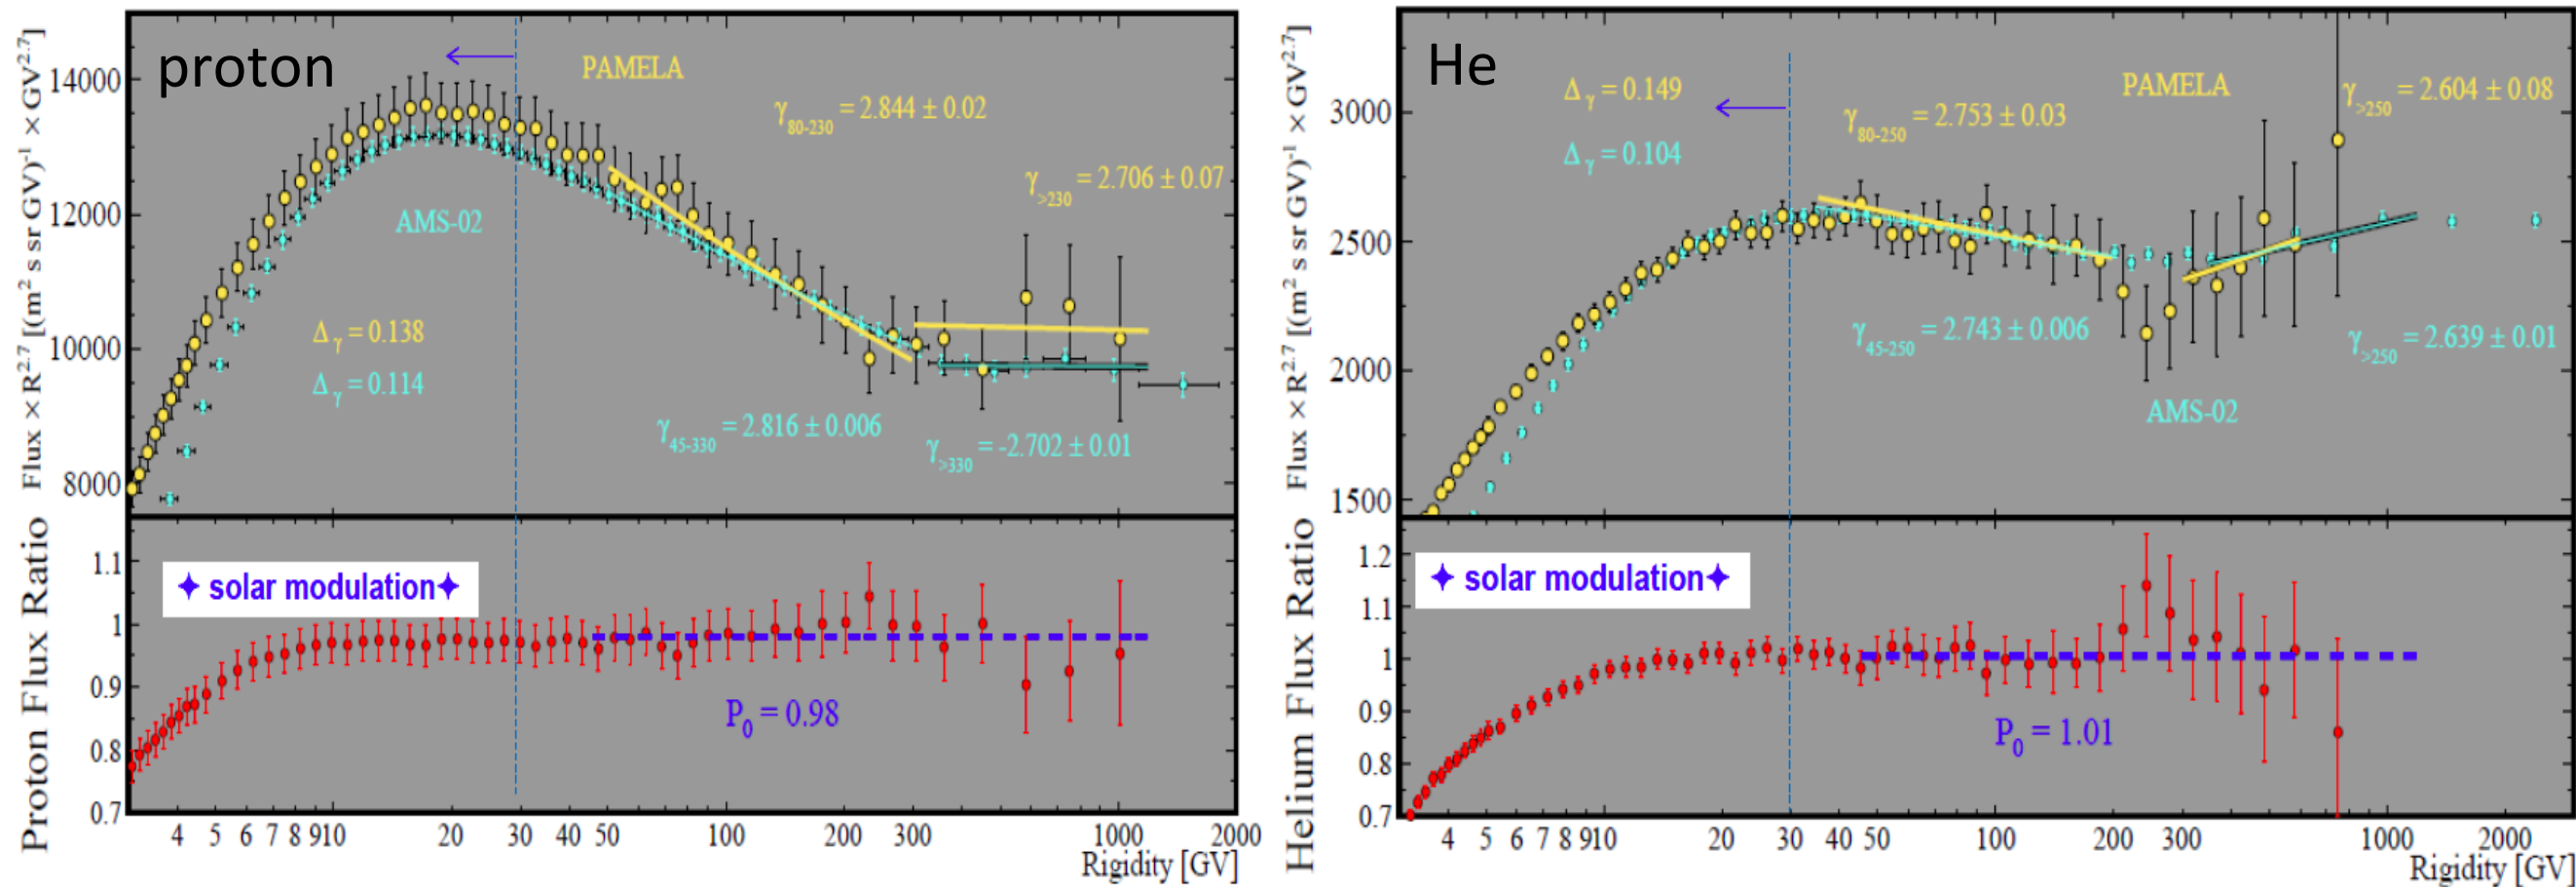 proton
PAMELA
γ80-230 = 2.844 ± 0.02
γ>230 = 2.706 ± 0.07
AMS-02
Δγ = 0.138
Δγ = 0.114
γ45-330 = 2.816 ± 0.006
γ>330 = -2.702 ± 0.01
Flux × R2.7 [(m2 s sr GV)-1 × GV2.7]
14000
12000
10000
8000
Proton Flux Ratio
1.1
1
0.9
0.8
0.7
✦ solar modulation✦
P0 = 0.98
4 5 6 7 8 910 20 30 40 50 100 200 300 1000 2000
Rigidity [GV]
He
Δγ = 0.149
Δγ = 0.104
PAMELA
γ80-250 = 2.753 ± 0.03
γ>250 = 2.604 ± 0.08
γ45-250 = 2.743 ± 0.006
γ>250 = 2.639 ± 0.01
AMS-02
Flux × R2.7 [(m2 s sr GV)-1 × GV2.7]
3000
2500
2000
1500
Helium Flux Ratio
1.2
1.1
1
0.9
0.8
0.7
✦ solar modulation✦
P0 = 1.01
4 5 6 7 8 910 20 30 40 50 100 200 300 1000 2000
Rigidity [GV]